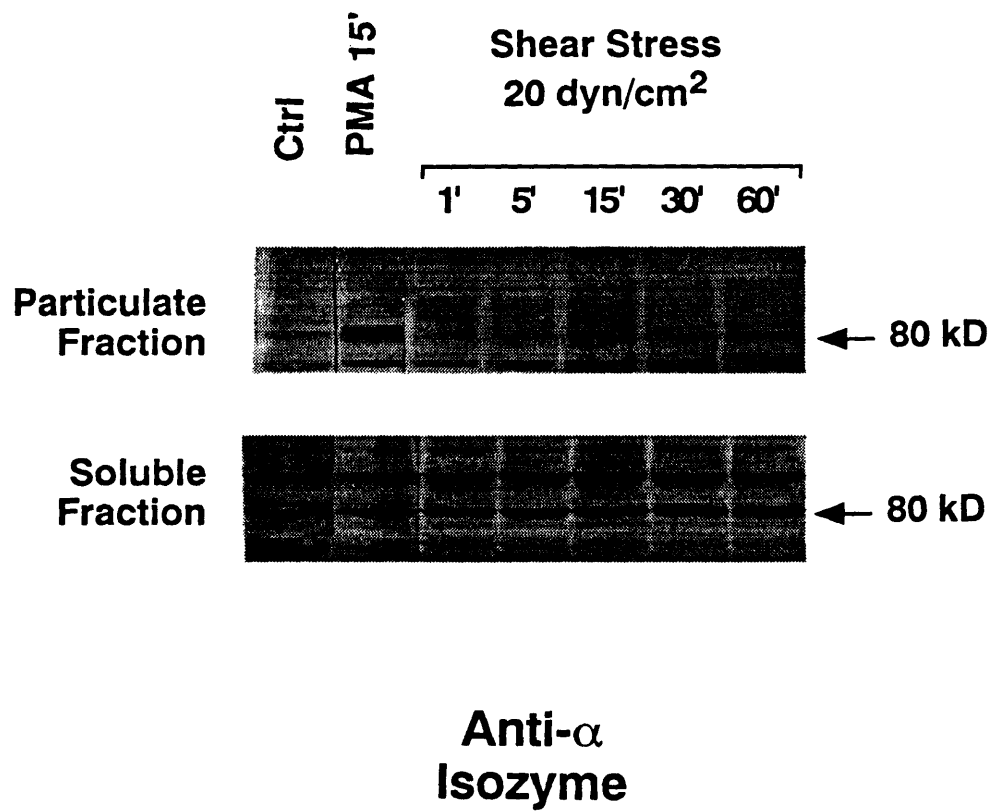 Ctrl
PMA 15'
Shear Stress
20 dyn/cm²
1' 5' 15' 30' 60'
Particulate
Fraction
80 kD
Soluble
Fraction
80 kD
Anti-α
Isozyme